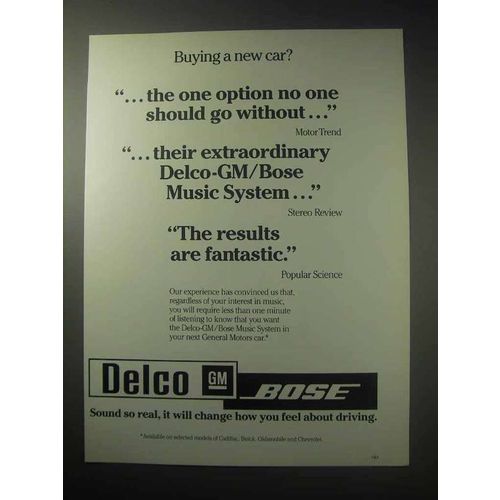 Buying a new car?
“... the one option no one
should go without ...”
Motor Trend
“... their extraordinary
Delco-GM/Bose
Music System ...”
Stereo Review
“The results
are fantastic.”
Popular Science
Our experience has convinced us that,
regardless of your interest in music,
you will require less than one minute
of listening to know that you want
the Delco-GM/Bose Music System in
your next General Motors car.*
Delco GM BOSE
Sound so real, it will change how you feel about driving.
*Available on selected models of Cadillac, Buick, Oldsmobile and Chevrolet.